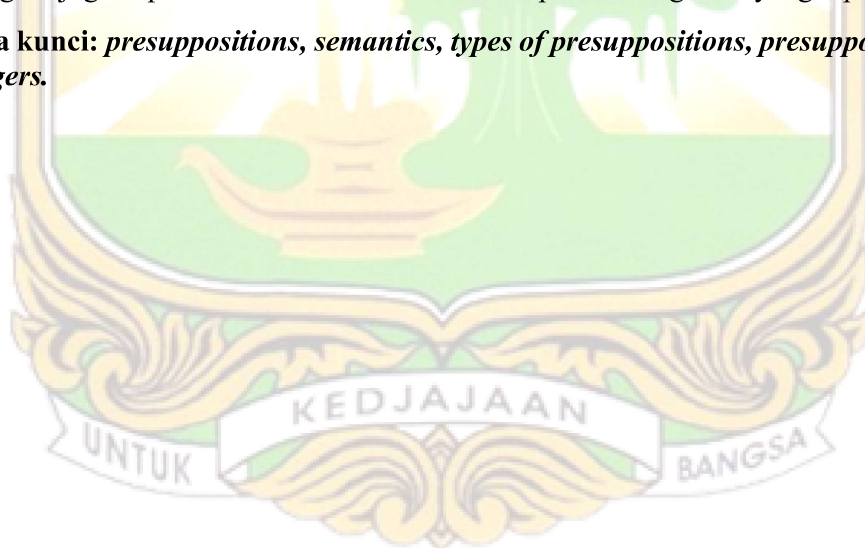 a kunci: presuppositions, semantics, types of presuppositions, presuppo
gers.
KEDJAJAAN
UNTUK
BANGSA